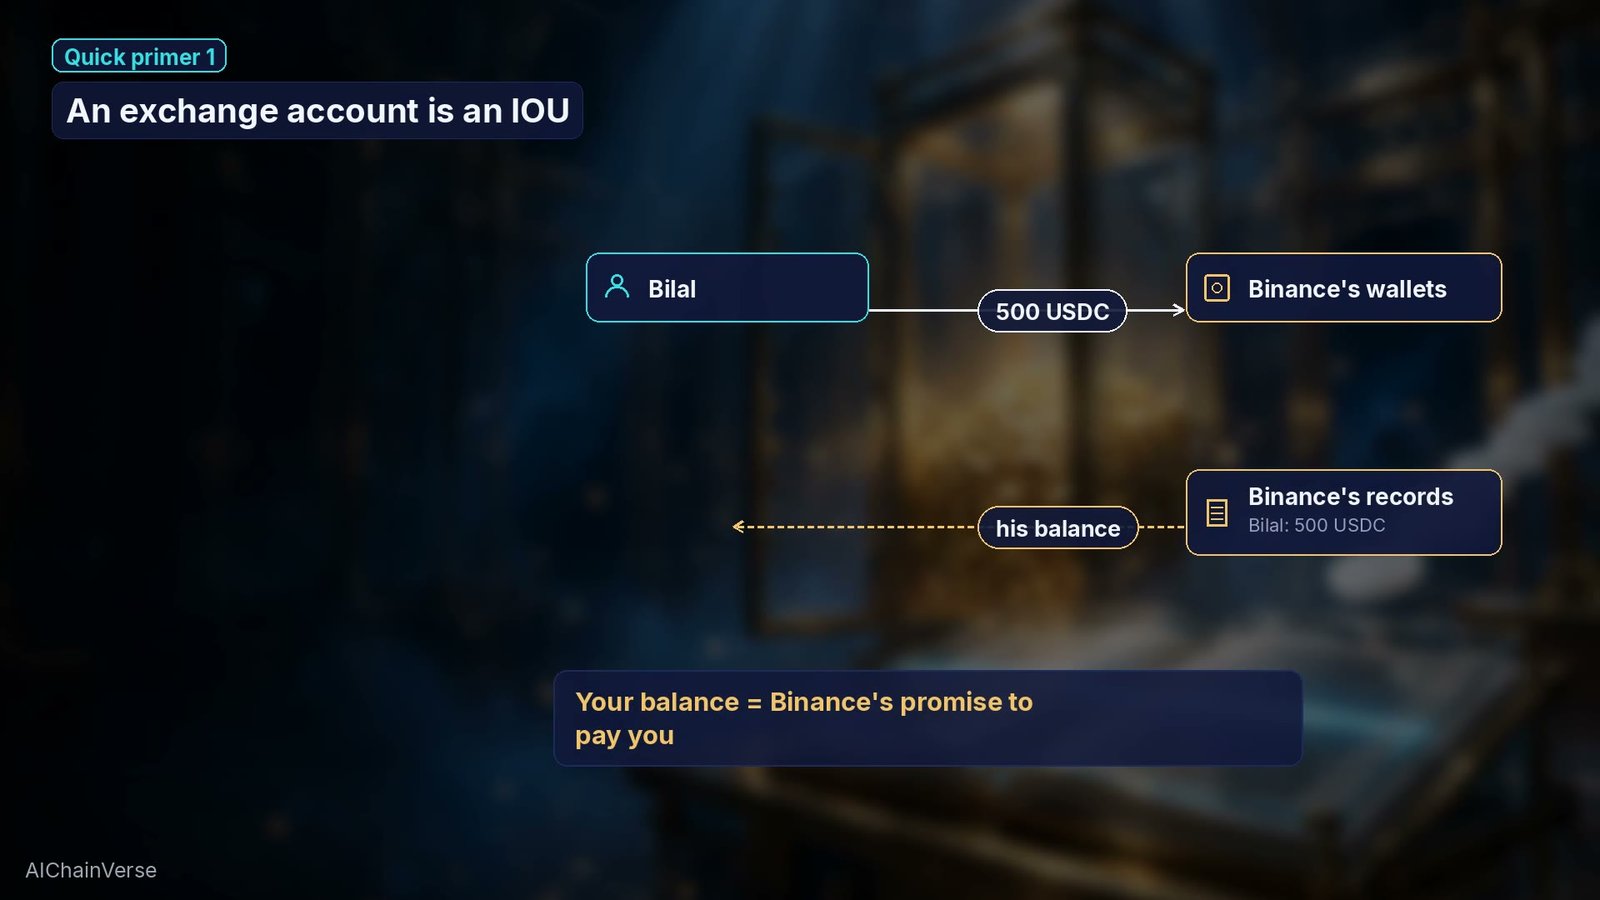 Quick primer 1
An exchange account is an IOU
Bilal
500 USDC
Binance's wallets
his balance
Binance's records
Bilal: 500 USDC
Your balance = Binance's promise to
pay you
AIChainVerse